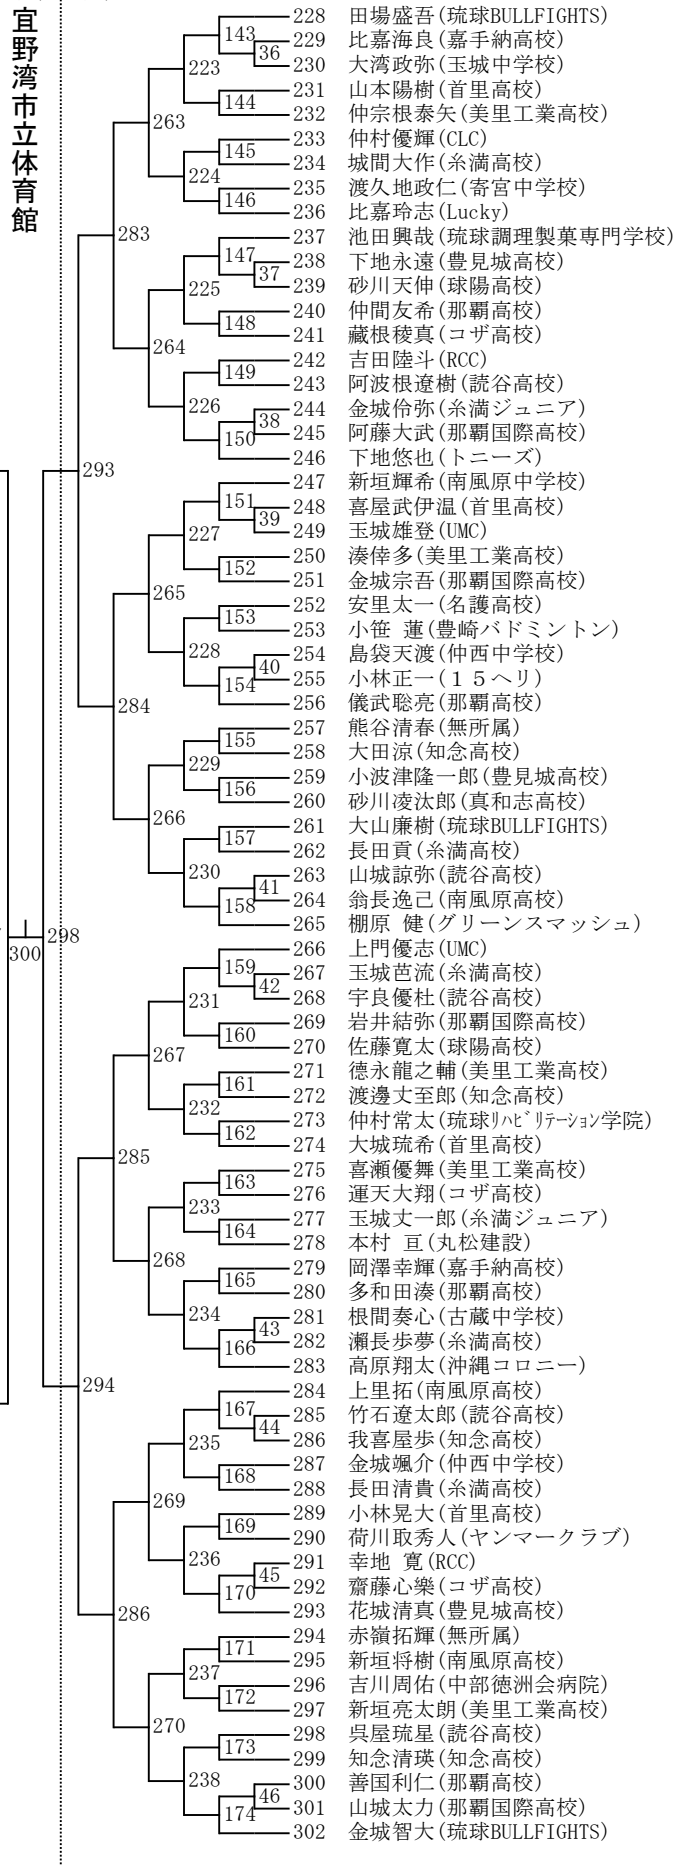 宜野湾市立体育館
228 田場盛吾(琉球BULLFIGHTS)
143
229 比嘉海良(嘉手納高校)
36
230 大湾政弥(玉城中学校)
223
231 山本陽樹(首里高校)
144
232 仲宗根泰矢(美里工業高校)
263
233 仲村優輝(CLC)
145
234 城間大作(糸満高校)
224
235 渡久地政仁(寄宮中学校)
146
236 比嘉玲志(Lucky)
283
237 池田興哉(琉球調理製菓専門学校)
147
238 下地永遠(豊見城高校)
37
239 砂川天伸(球陽高校)
225
240 仲間友希(那覇高校)
148
241 藏根稜真(コザ高校)
264
242 吉田陸斗(RCC)
149
243 阿波根遼樹(読谷高校)
226
244 金城伶弥(糸満ジュニア)
38
245 阿藤大武(那覇国際高校)
150
246 下地悠也(トニーズ)
293
247 新垣輝希(南風原中学校)
151
248 喜屋武伊温(首里高校)
39
249 玉城雄登(UMC)
227
250 湊倖多(美里工業高校)
152
251 金城宗吾(那覇国際高校)
265
252 安里太一(名護高校)
153
253 小笹 蓮(豊崎バドミントン)
228
254 島袋天渡(仲西中学校)
40
255 小林正一(１５ヘリ)
154
256 儀武聡亮(那覇高校)
284
257 熊谷清春(無所属)
155
258 大田涼(知念高校)
229
259 小波津隆一郎(豊見城高校)
156
260 砂川凌汰郎(真和志高校)
266
261 大山廉樹(琉球BULLFIGHTS)
157
262 長田貢(糸満高校)
230
263 山城諒弥(読谷高校)
41
264 翁長逸己(南風原高校)
158
265 棚原 健(グリーンスマッシュ)
298
300
266 上門優志(UMC)
159
267 玉城芭流(糸満高校)
42
268 宇良優杜(読谷高校)
231
269 岩井結弥(那覇国際高校)
160
270 佐藤寛太(球陽高校)
267
271 徳永龍之輔(美里工業高校)
161
272 渡邊丈至郎(知念高校)
232
273 仲村常太(琉球ﾘﾊﾋﾞﾘﾃｰｼｮﾝ学院)
162
274 大城琉希(首里高校)
285
275 喜瀬優舞(美里工業高校)
163
276 運天大翔(コザ高校)
233
277 玉城丈一郎(糸満ジュニア)
164
278 本村 亘(丸松建設)
268
279 岡澤幸輝(嘉手納高校)
165
280 多和田湊(那覇高校)
234
281 根間奏心(古蔵中学校)
43
282 瀬長歩夢(糸満高校)
166
283 高原翔太(沖縄コロニー)
294
284 上里拓(南風原高校)
167
285 竹石遼太郎(読谷高校)
44
286 我喜屋歩(知念高校)
235
287 金城颯介(仲西中学校)
168
288 長田清貴(糸満高校)
269
289 小林晃大(首里高校)
169
290 荷川取秀人(ヤンマークラブ)
236
291 幸地 寛(RCC)
45
292 齋藤心樂(コザ高校)
170
293 花城清真(豊見城高校)
286
294 赤嶺拓輝(無所属)
171
295 新垣将樹(南風原高校)
237
296 吉川周佑(中部徳洲会病院)
172
297 新垣亮太朗(美里工業高校)
270
298 呉屋琉星(読谷高校)
173
299 知念清瑛(知念高校)
238
300 善国利仁(那覇高校)
46
301 山城太力(那覇国際高校)
174
302 金城智大(琉球BULLFIGHTS)